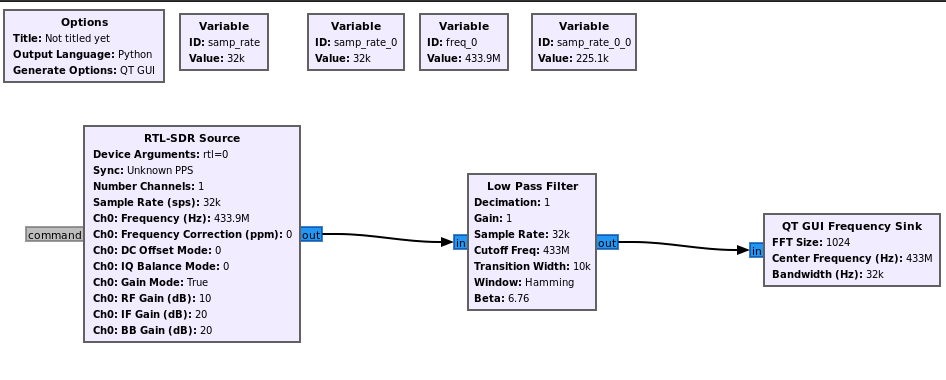 Options
Title: Not titled yet
Output Language: Python
Generate Options: QT GUI
Variable
ID: samp_rate
Value: 32k
Variable
ID: samp_rate_0
Value: 32k
Variable
ID: freq_0
Value: 433.9M
Variable
ID: samp_rate_0_0
Value: 225.1k
RTL-SDR Source
Device Arguments: rtl=0
Sync: Unknown PPS
Number Channels: 1
Sample Rate (sps): 32k
Ch0: Frequency (Hz): 433.9M
Ch0: Frequency Correction (ppm): 0
Ch0: DC Offset Mode: 0
Ch0: IQ Balance Mode: 0
Ch0: Gain Mode: True
Ch0: RF Gain (dB): 10
Ch0: IF Gain (dB): 20
Ch0: BB Gain (dB): 20
command
out
Low Pass Filter
Decimation: 1
Gain: 1
Sample Rate: 32k
Cutoff Freq: 433M
Transition Width: 10k
Window: Hamming
Beta: 6.76
in
out
QT GUI Frequency Sink
FFT Size: 1024
Center Frequency (Hz): 433M
Bandwidth (Hz): 32k
in